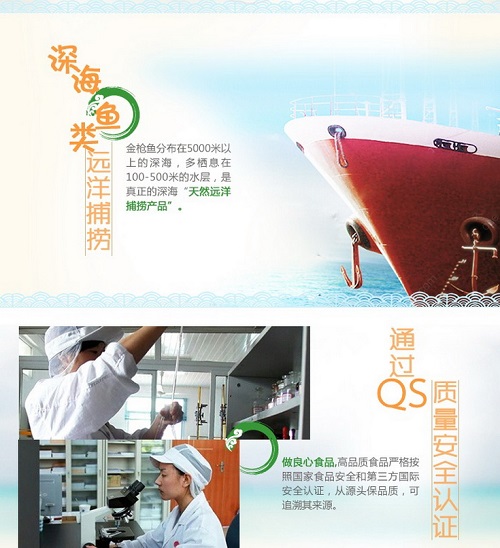 深海鱼类
远洋捕捞
金枪鱼分布在5000米以
上的深海，多栖息在
100-500米的水层，是
真正的深海“天然远洋
捕捞产品”。
通过
QS
质量安全认证
做良心食品,高品质食品严格按
照国家食品安全和第三方国际
安全认证，从源头保品质，可
追溯其来源。